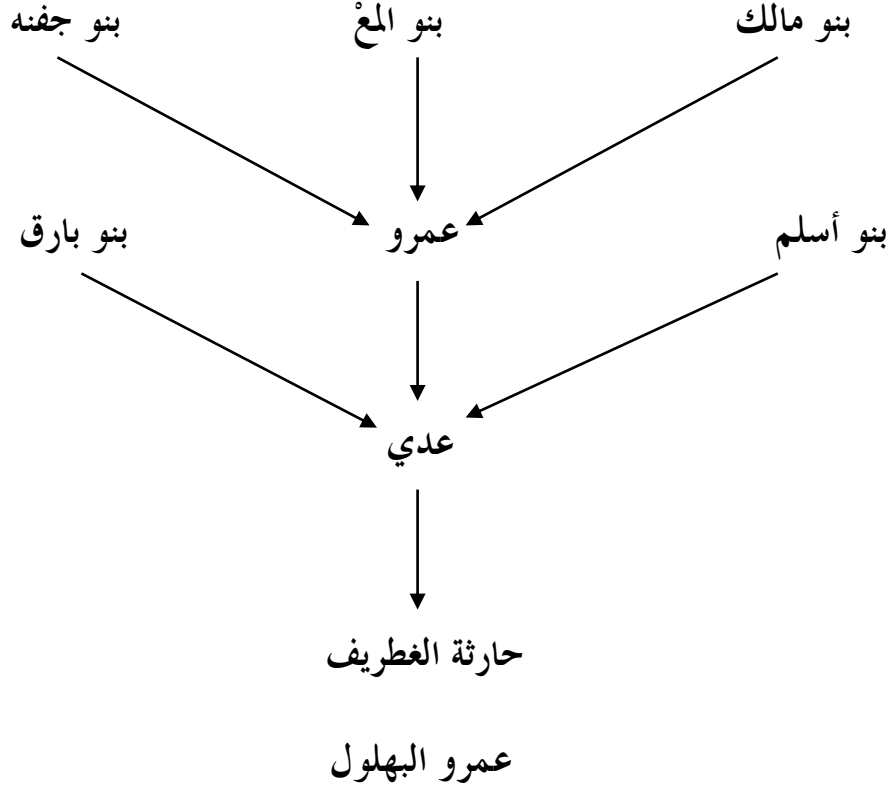 بنو مالك بنو المعْ بنو جفنه
عمرو
بنو أسلم بنو بارق
عدي
حارثة الغطريف
عمرو البهلول